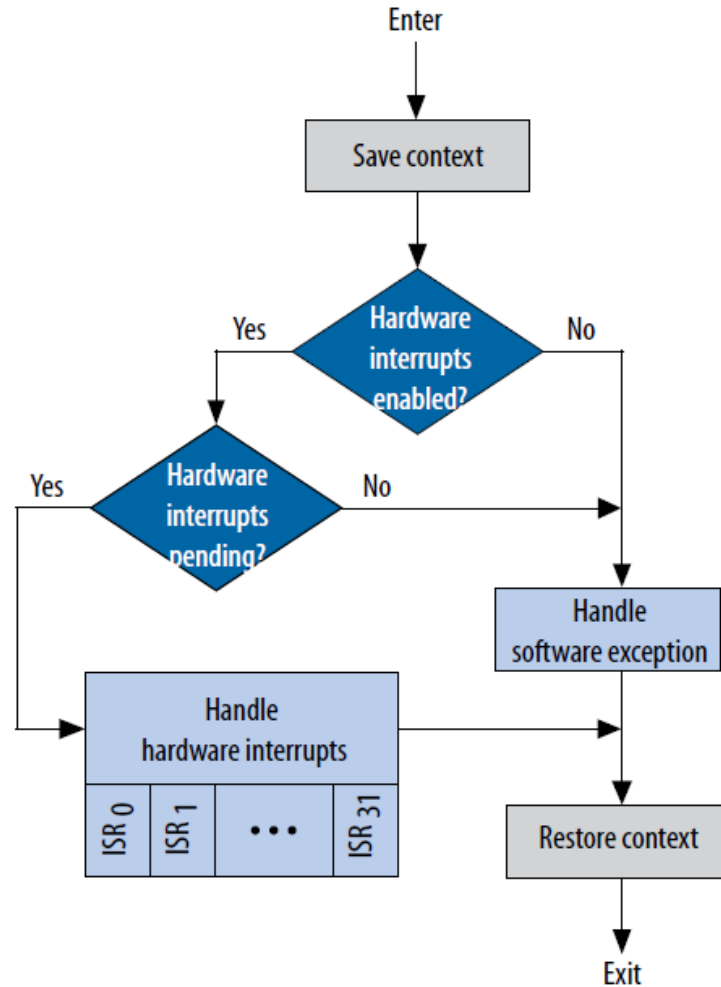 Enter
Save context
Hardware
interrupts
enabled?
Yes
No
Hardware
interrupts
pending?
Yes
No
Handle
software exception
Handle
hardware interrupts
ISR 0
ISR 1
•••
ISR 31
Restore context
Exit